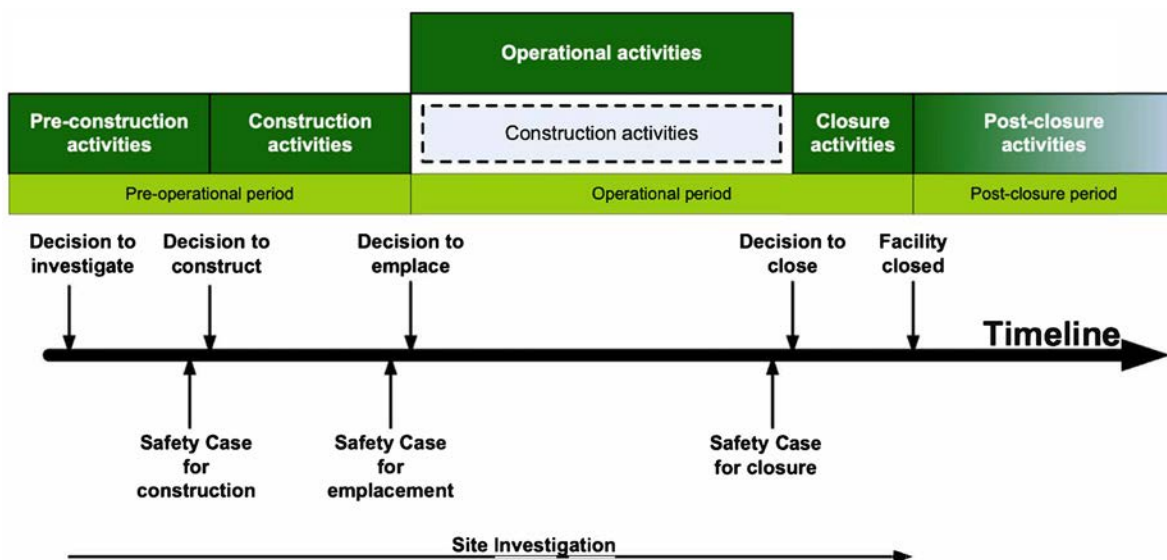 Operational activities
Pre-construction
activities
Construction
activities
Construction activities
Closure
activities
Post-closure
activities
Pre-operational period
Operational period
Post-closure period
Decision to
investigate
Decision to
construct
Decision to
emplace
Decision to
close
Facility
closed
Timeline
Safety Case
for
construction
Safety Case
for
emplacement
Safety Case
for closure
Site Investigation